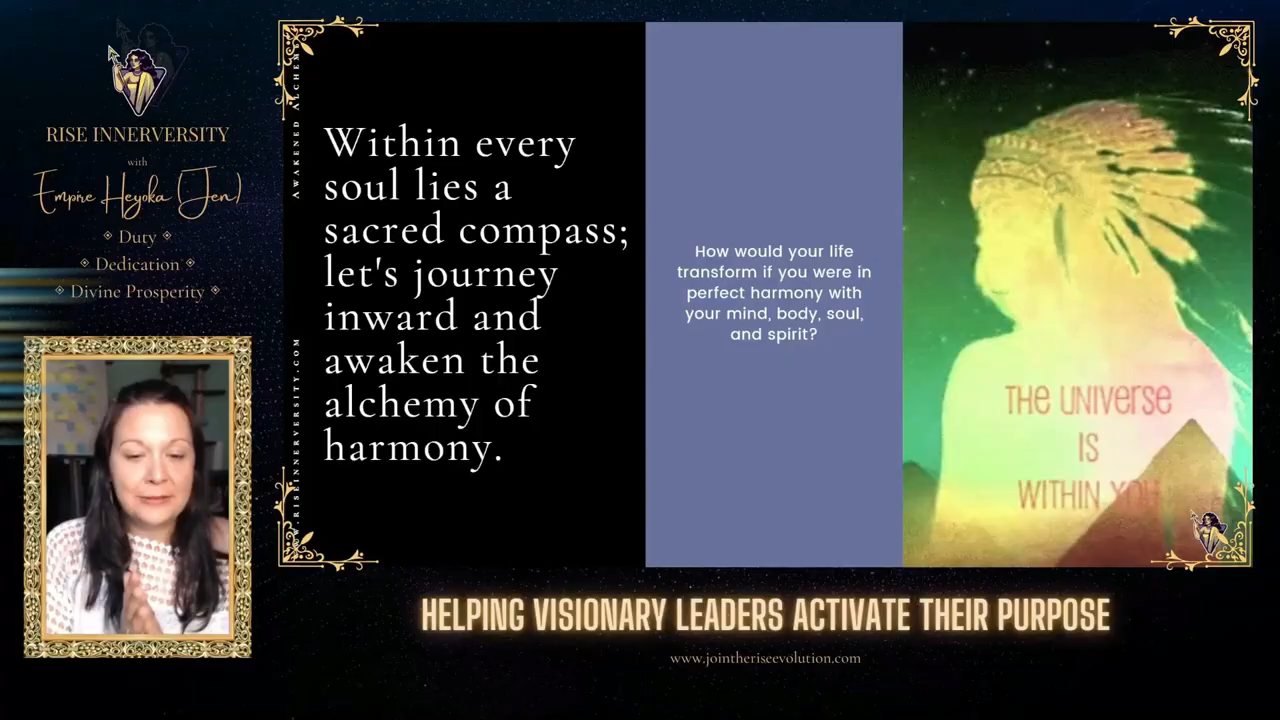 RISE INNERVERSITY
with
Empire Heyoka (Jen)
Duty
Dedication
Divine Prosperity
AWAKENED ALCHEM
WWW.RISEINNERVERSITY.COM
Within every
soul lies a
sacred compass;
let's journey
inward and
awaken the
alchemy of
harmony.
How would your life
transform if you were in
perfect harmony with
your mind, body, soul,
and spirit?
THE UNIVERSE
IS
WITHIN YOU
HELPING VISIONARY LEADERS ACTIVATE THEIR PURPOSE
www.jointheriseevolution.com